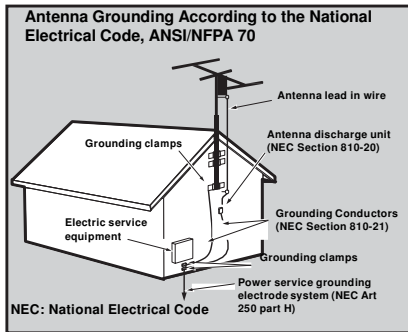 Antenna Grounding According to the National
Electrical Code, ANSI/NFPA 70
Antenna lead in wire
Grounding clamps
Antenna discharge unit
(NEC Section 810-20)
Electric service
equipment
Grounding Conductors
(NEC Section 810-21)
Grounding clamps
Power service grounding
electrode system (NEC Art
250 part H)
NEC: National Electrical Code